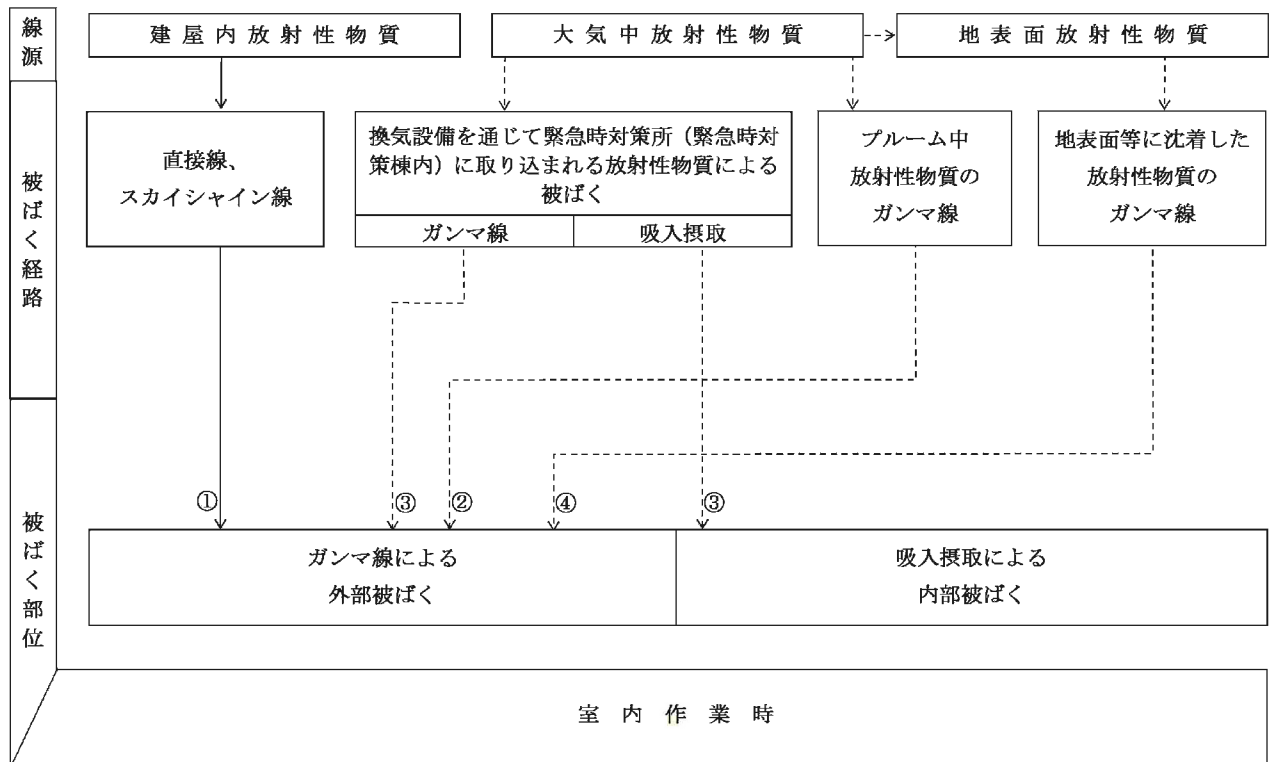 線源
建屋内放射性物質
大気中放射性物質
地表面放射性物質
被ばく経路
直接線、
スカイシャイン線
換気設備を通じて緊急時対策所（緊急時対
策棟内）に取り込まれる放射性物質による
被ばく
ガンマ線
吸入摂取
プルーム中
放射性物質の
ガンマ線
地表面等に沈着した
放射性物質の
ガンマ線
被ばく部位
①
③
②
④
③
ガンマ線による
外部被ばく
吸入摂取による
内部被ばく
室内作業時